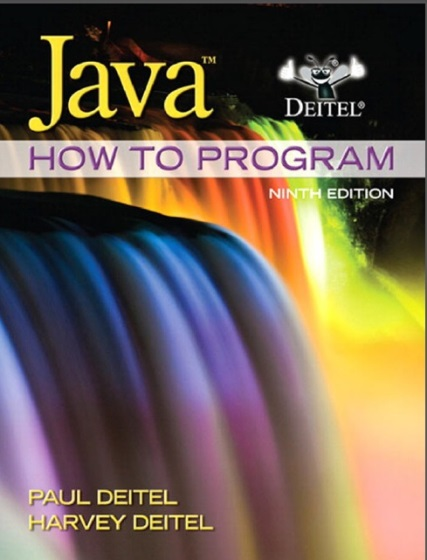 Java™
DEITEL®
HOW TO PROGRAM
NINTH EDITION
PAUL DEITEL
HARVEY DEITEL